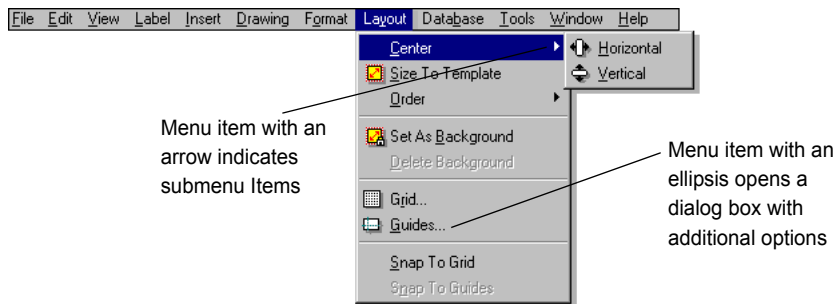 File Edit View Label Insert Drawing Format Layout Database Tools Window Help
Center
Horizontal
Vertical
Size To Template
Order
Set As Background
Delete Background
Grid...
Guides...
Snap To Grid
Snap To Guides
Menu item with an
arrow indicates
submenu Items
Menu item with an
ellipsis opens a
dialog box with
additional options